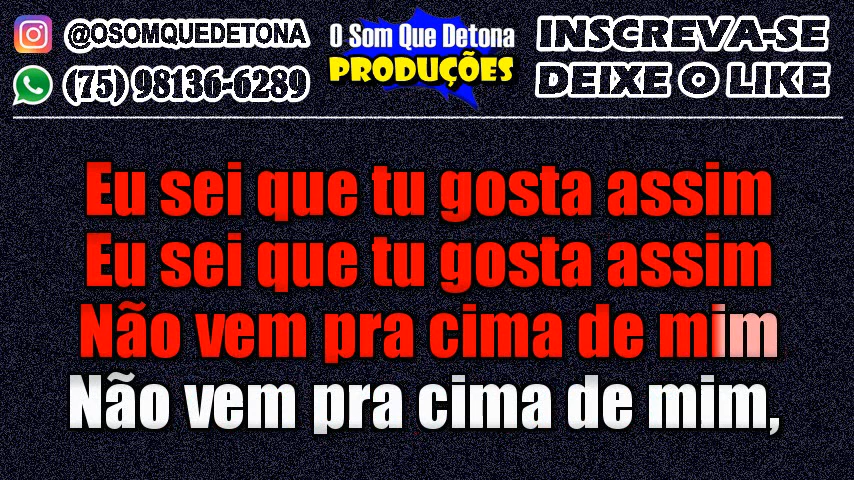 @OSOMQUEDETONA
(75) 98136-6289
O Som Que Detona
PRODUÇÕES
INSCREVA-SE
DEIXE O LIKE
Eu sei que tu gosta assim
Eu sei que tu gosta assim
Não vem pra cima de mim
Não vem pra cima de mim,